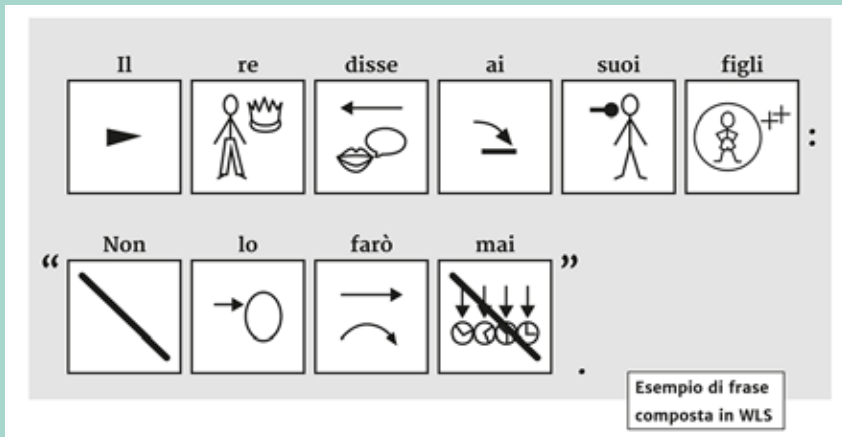 Il re disse ai suoi figli :
“ Non lo farò mai ” .
Esempio di frase
composta in WLS